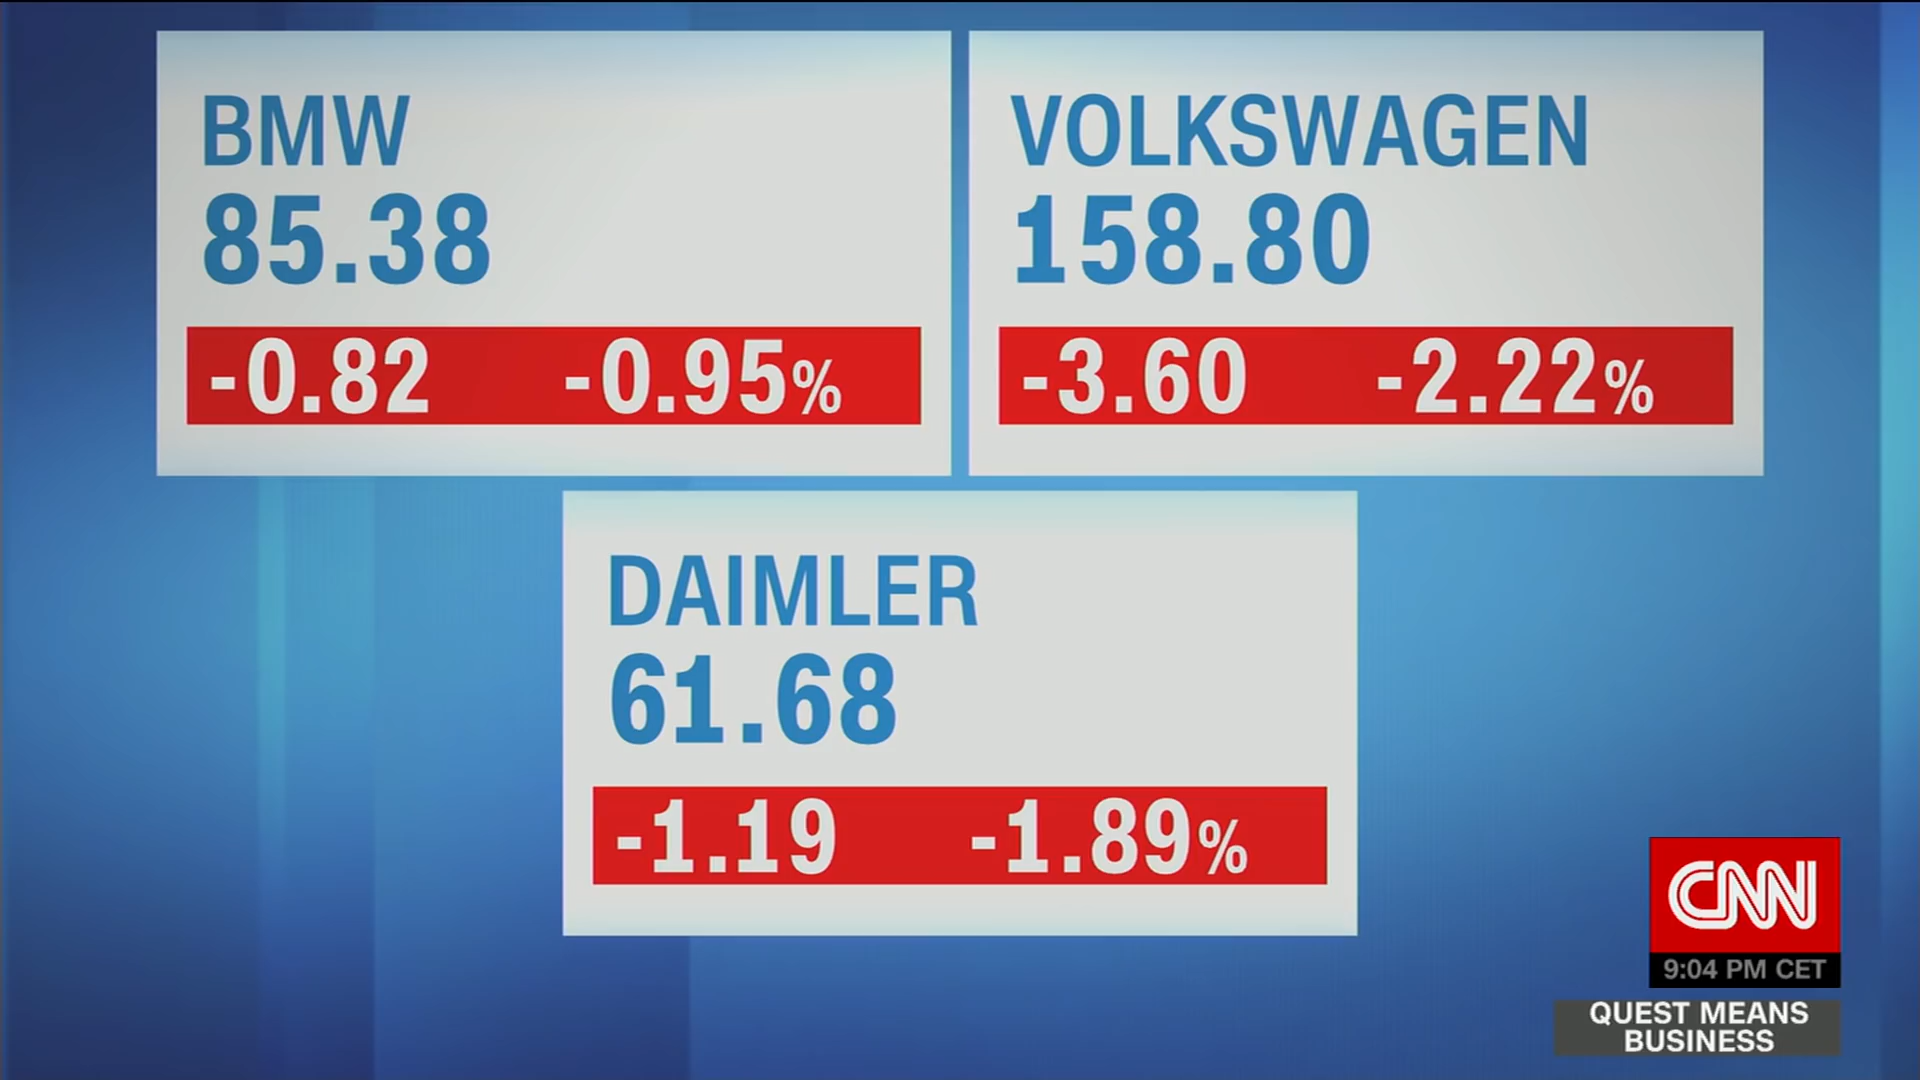 BMW
85.38
-0.82 -0.95%
VOLKSWAGEN
158.80
-3.60 -2.22%
DAIMLER
61.68
-1.19 -1.89%
CNN
9:04 PM CET
QUEST MEANS
BUSINESS